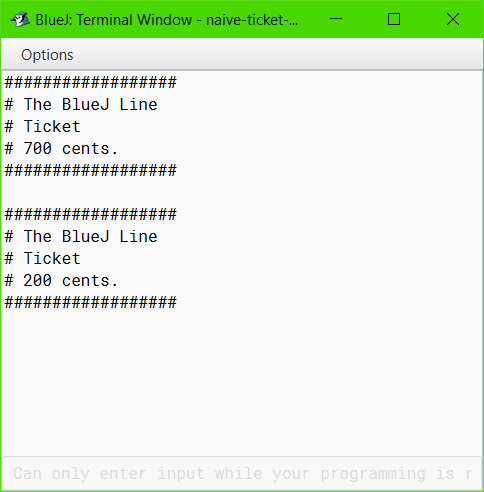 BlueJ: Terminal Window - naive-ticket-...
Options
##################
# The BlueJ Line
# Ticket
# 700 cents.
##################
##################
# The BlueJ Line
# Ticket
# 200 cents.
##################
Can only enter input while your programming is r